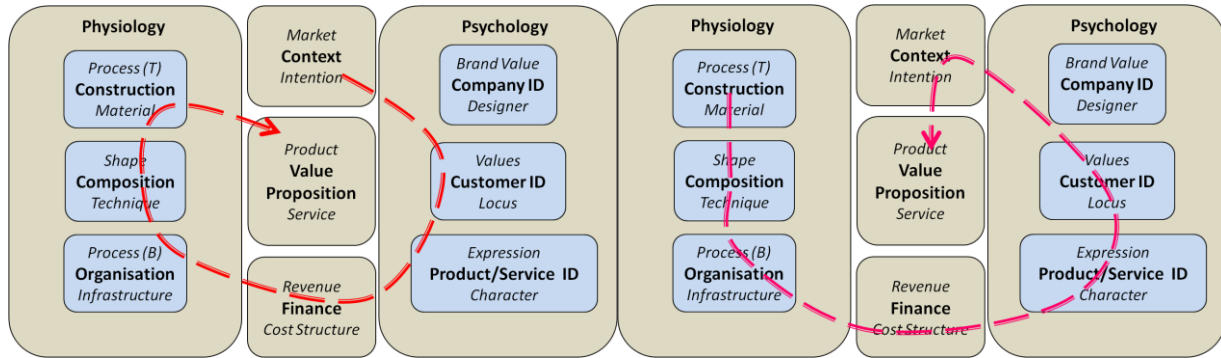 Physiology
Process (T)
Construction
Material
Shape
Composition
Technique
Process (B)
Organisation
Infrastructure
Market
Context
Intention
Product
Value
Proposition
Service
Revenue
Finance
Cost Structure
Psychology
Brand Value
Company ID
Designer
Values
Customer ID
Locus
Expression
Product/Service ID
Character
Physiology
Process (T)
Construction
Material
Shape
Composition
Technique
Process (B)
Organisation
Infrastructure
Market
Context
Intention
Product
Value
Proposition
Service
Revenue
Finance
Cost Structure
Psychology
Brand Value
Company ID
Designer
Values
Customer ID
Locus
Expression
Product/Service ID
Character